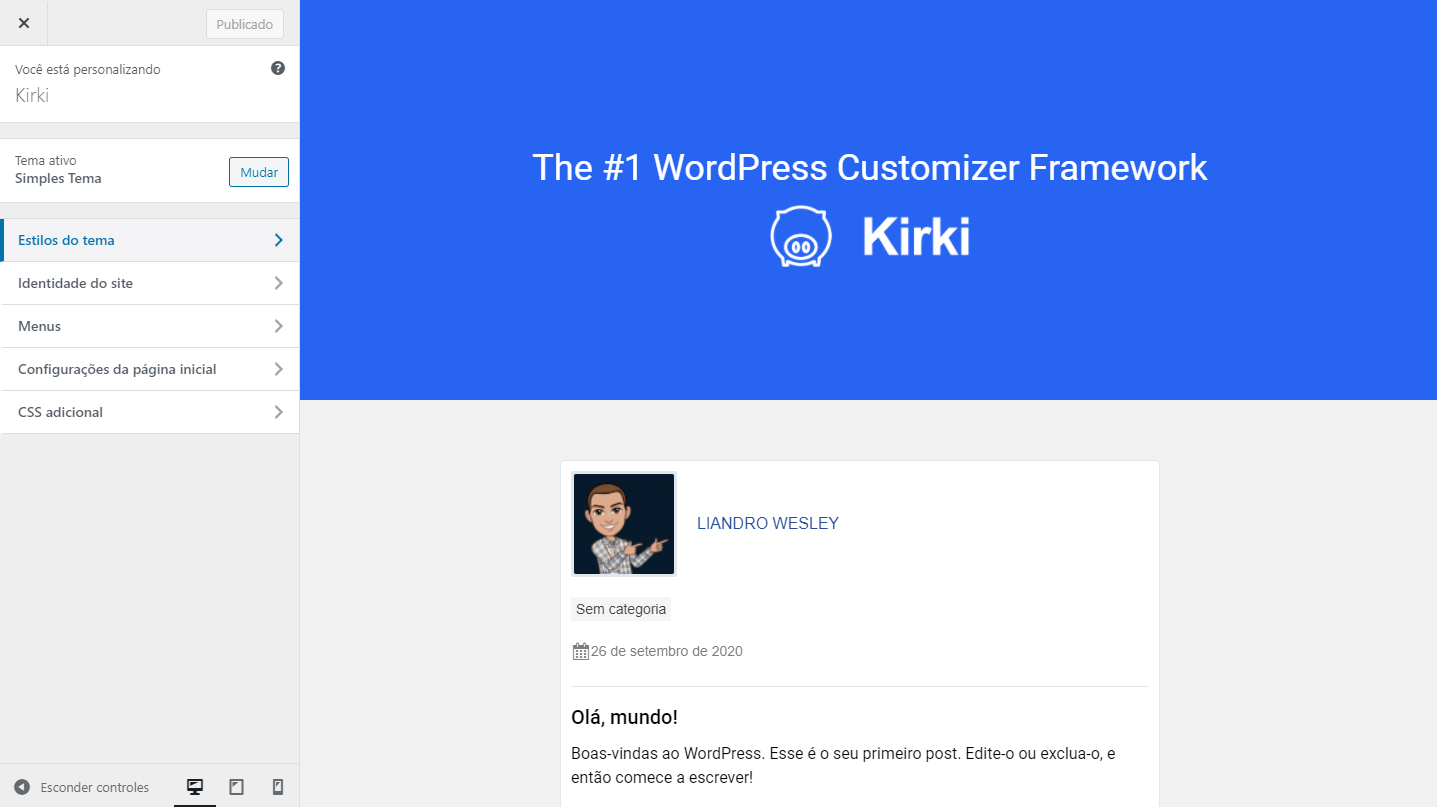 Publicado
Você está personalizando
Kirki
Tema ativo
Simples Tema
Mudar
Estilos do tema
Identidade do site
Menus
Configurações da página inicial
CSS adicional
Esconder controles
The #1 WordPress Customizer Framework
Kirki
LIANDRO WESLEY
Sem categoria
26 de setembro de 2020
Olá, mundo!
Boas-vindas ao WordPress. Esse é o seu primeiro post. Edite-o ou exclua-o, e
então comece a escrever!